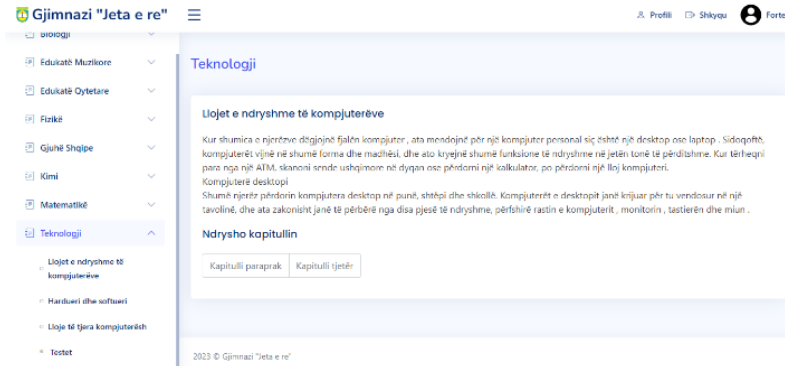 Gjimnazi "Jeta e re"
Profili
Shkyqu
Forte
Biologji
Edukatë Muzikore
Edukatë Qytetare
Fizikë
Gjuhë Shqipe
Kimi
Matematikë
Teknologji
Llojet e ndryshme të
kompjuterëve
Hardueri dhe softueri
Lloje të tjera kompjuterësh
Testet
Teknologji
Llojet e ndryshme të kompjuterëve
Kur shumica e njerëzve dëgjojnë fjalën kompjuter , ata mendojnë për një kompjuter personal siç është një desktop ose laptop . Sidoqoftë,
kompjuterët vijnë në shumë forma dhe madhësi, dhe ato kryejnë shumë funksione të ndryshme në jetën tonë të përditshme. Kur tërheqni
para nga një ATM, skanoni sende ushqimore në dyqan ose përdorni një kalkulator, po përdorni një lloj kompjuteri.
Kompjuterë desktopi
Shumë njerëz përdorin kompjutera desktop në punë, shtëpi dhe shkollë. Kompjuterët e desktopit janë krijuar për tu vendosur në një
tavolinë, dhe ata zakonisht janë të përbërë nga disa pjesë të ndryshme, përfshirë rastin e kompjuterit , monitorin , tastierën dhe miun .
Ndrysho kapitullin
Kapitulli paraprak
Kapitulli tjetër
2023 © Gjimnazi "Jeta e re"